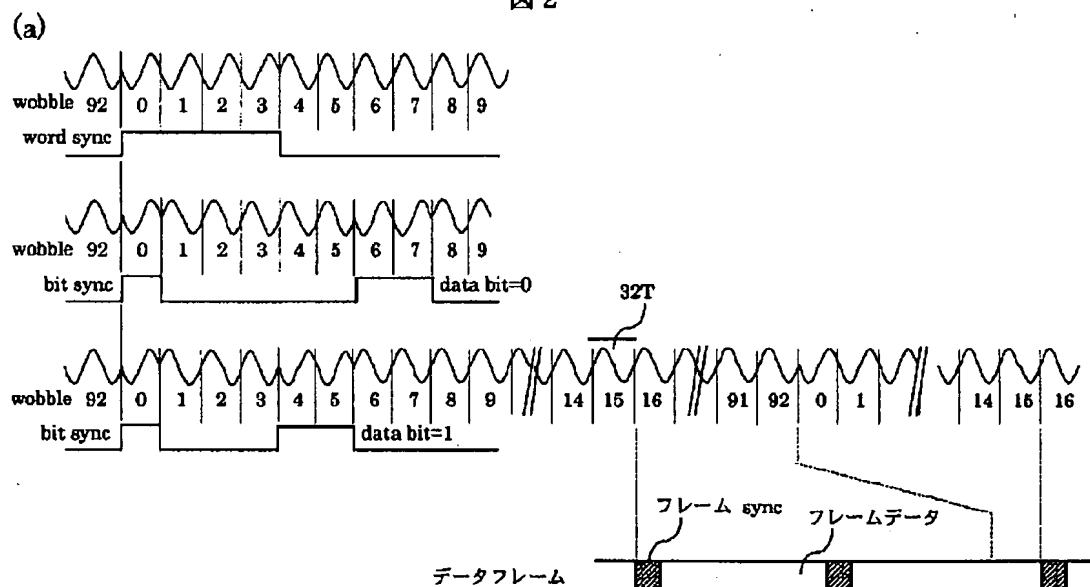 図2
(a)
wobble 92 0 1 2 3 4 5 6 7 8 9
word sync
wobble 92 0 1 2 3 4 5 6 7 8 9
bit sync data bit=0
32T
wobble 92 0 1 2 3 4 5 6 7 8 9 14 15 16 91 92 0 1 14 15 16
bit sync data bit=1
フレーム sync フレームデータ
データフレーム